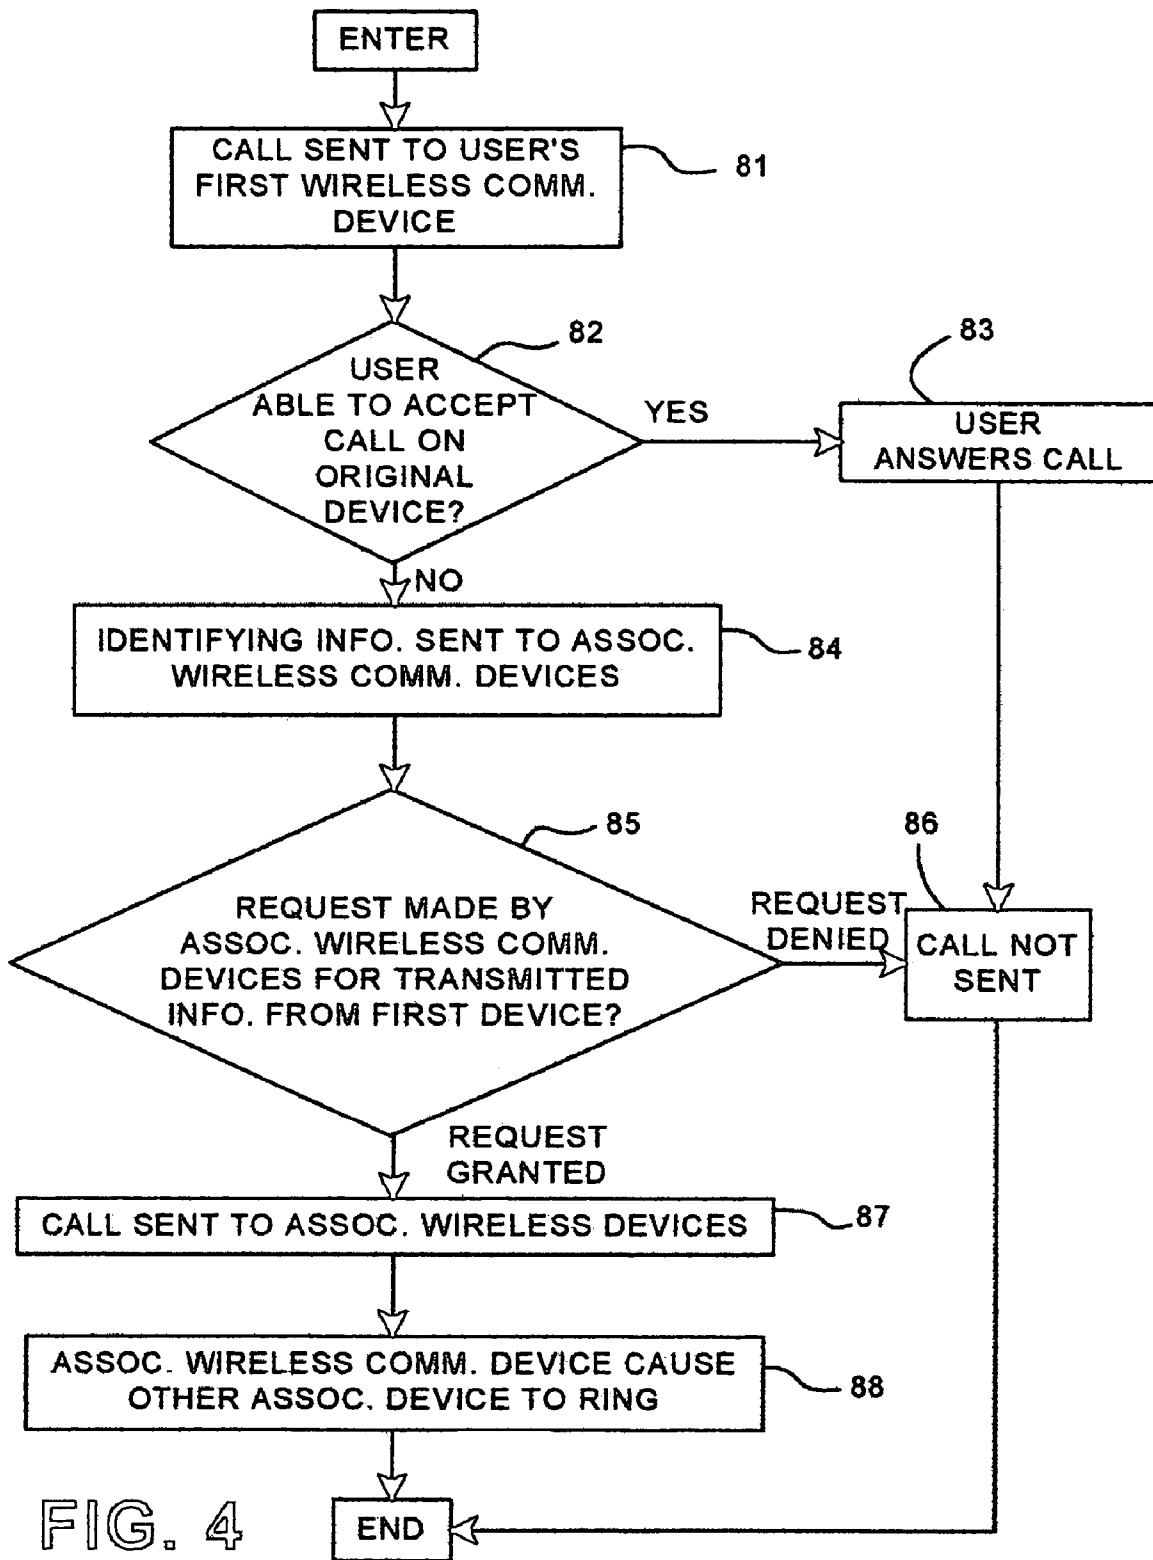 ENTER
CALL SENT TO USER'S
FIRST WIRELESS COMM.
DEVICE
81
USER
ABLE TO ACCEPT
CALL ON
ORIGINAL
DEVICE?
82
YES
83
USER
ANSWERS CALL
NO
IDENTIFYING INFO. SENT TO ASSOC.
WIRELESS COMM. DEVICES
84
REQUEST MADE BY
ASSOC. WIRELESS COMM.
DEVICES FOR TRANSMITTED
INFO. FROM FIRST DEVICE?
85
REQUEST
DENIED
86
CALL NOT
SENT
REQUEST
GRANTED
CALL SENT TO ASSOC. WIRELESS DEVICES
87
ASSOC. WIRELESS COMM. DEVICE CAUSE
OTHER ASSOC. DEVICE TO RING
88
END
FIG. 4